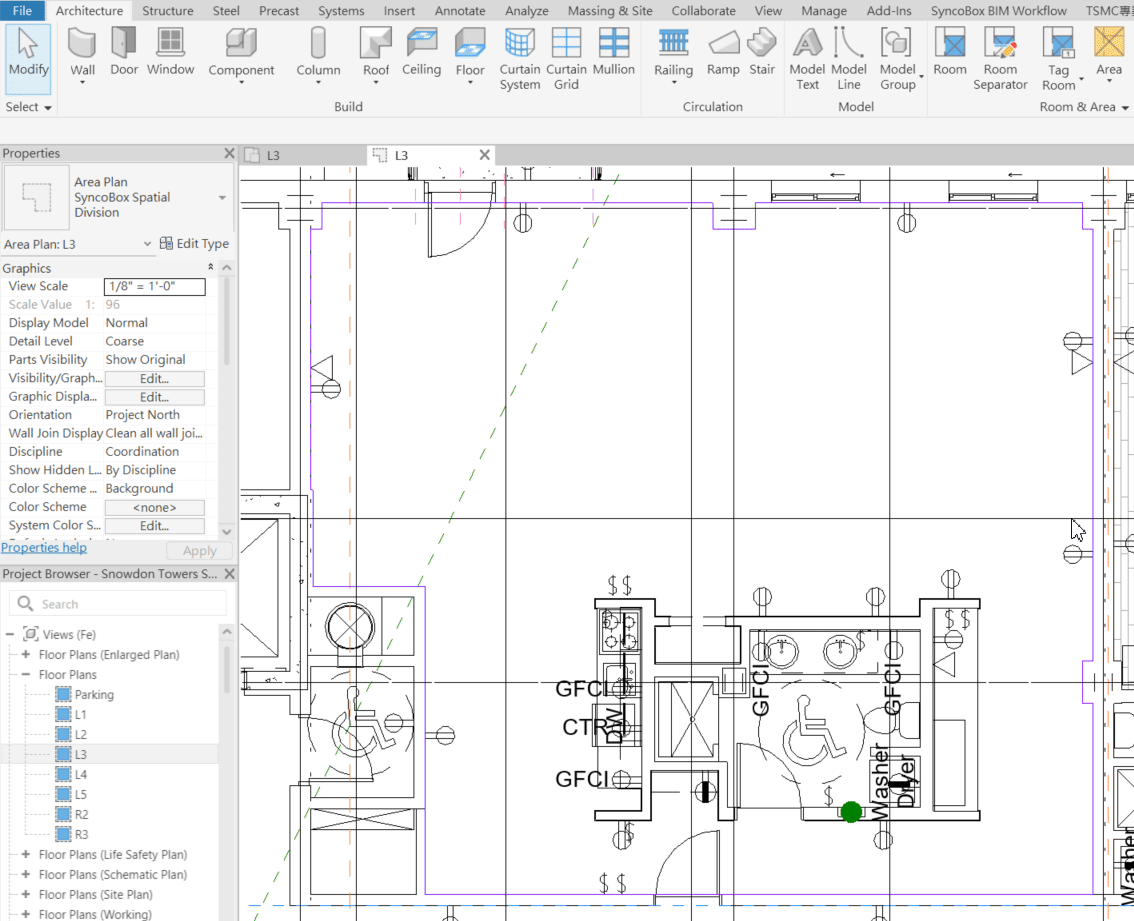 File Architecture Structure Steel Precast Systems Insert Annotate Analyze Massing & Site Collaborate View Manage Add-Ins SyncoBox BIM Workflow TSMC專
Modify Wall Door Window Component Column Roof Ceiling Floor Curtain System Curtain Grid Mullion Railing Ramp Stair Model Text Model Line Model Group Room Room Separator Tag Room Area
Select Build Circulation Model Room & Area
Properties
L3
L3
Area Plan
SyncoBox Spatial
Division
Area Plan: L3
Edit Type
Graphics
View Scale 1/8" = 1'-0"
Scale Value 1: 96
Display Model Normal
Detail Level Coarse
Parts Visibility Show Original
Visibility/Graph... Edit...
Graphic Displa... Edit...
Orientation Project North
Wall Join Display Clean all wall joi...
Discipline Coordination
Show Hidden L... By Discipline
Color Scheme ... Background
Color Scheme <none>
System Color S... Edit...
Properties help
Apply
Project Browser - Snowdon Towers S...
Search
Views (Fe)
Floor Plans (Enlarged Plan)
Floor Plans
Parking
L1
L2
L3
L4
L5
R2
R3
Floor Plans (Life Safety Plan)
Floor Plans (Schematic Plan)
Floor Plans (Site Plan)
Floor Plans (Working)
$ $
$ $
$
GFCI
GFCI
GFCI
CTR
DW
GFCI
Washer
Dryer
$
$
$ $
Washer